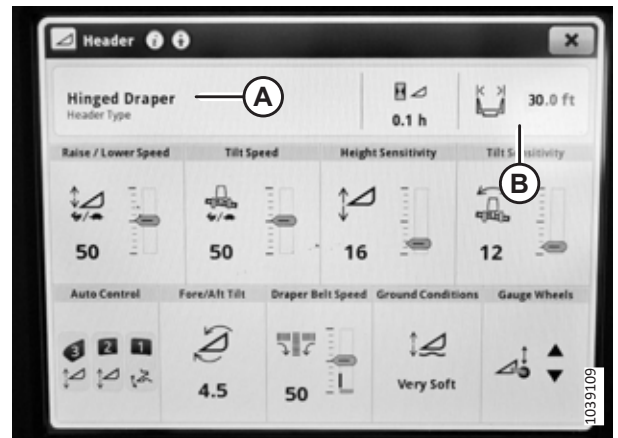 Header
Hinged Draper
Header Type
A
0.1 h
30.0 ft
B
Raise / Lower Speed
Tilt Speed
Height Sensitivity
Tilt Sensitivity
50
50
16
12
Auto Control
Fore/Aft Tilt
Draper Belt Speed
Ground Conditions
Gauge Wheels
3 2 1
4.5
50
Very Soft
1039109